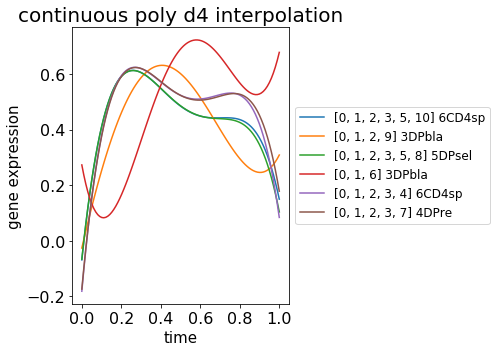 continuous poly d4 interpolation
gene expression
0.6
0.4
0.2
0.0
−0.2
0.0 0.2 0.4 0.6 0.8 1.0
time
[0, 1, 2, 3, 5, 10] 6CD4sp
[0, 1, 2, 9] 3DPbla
[0, 1, 2, 3, 5, 8] 5DPsel
[0, 1, 6] 3DPbla
[0, 1, 2, 3, 4] 6CD4sp
[0, 1, 2, 3, 7] 4DPre